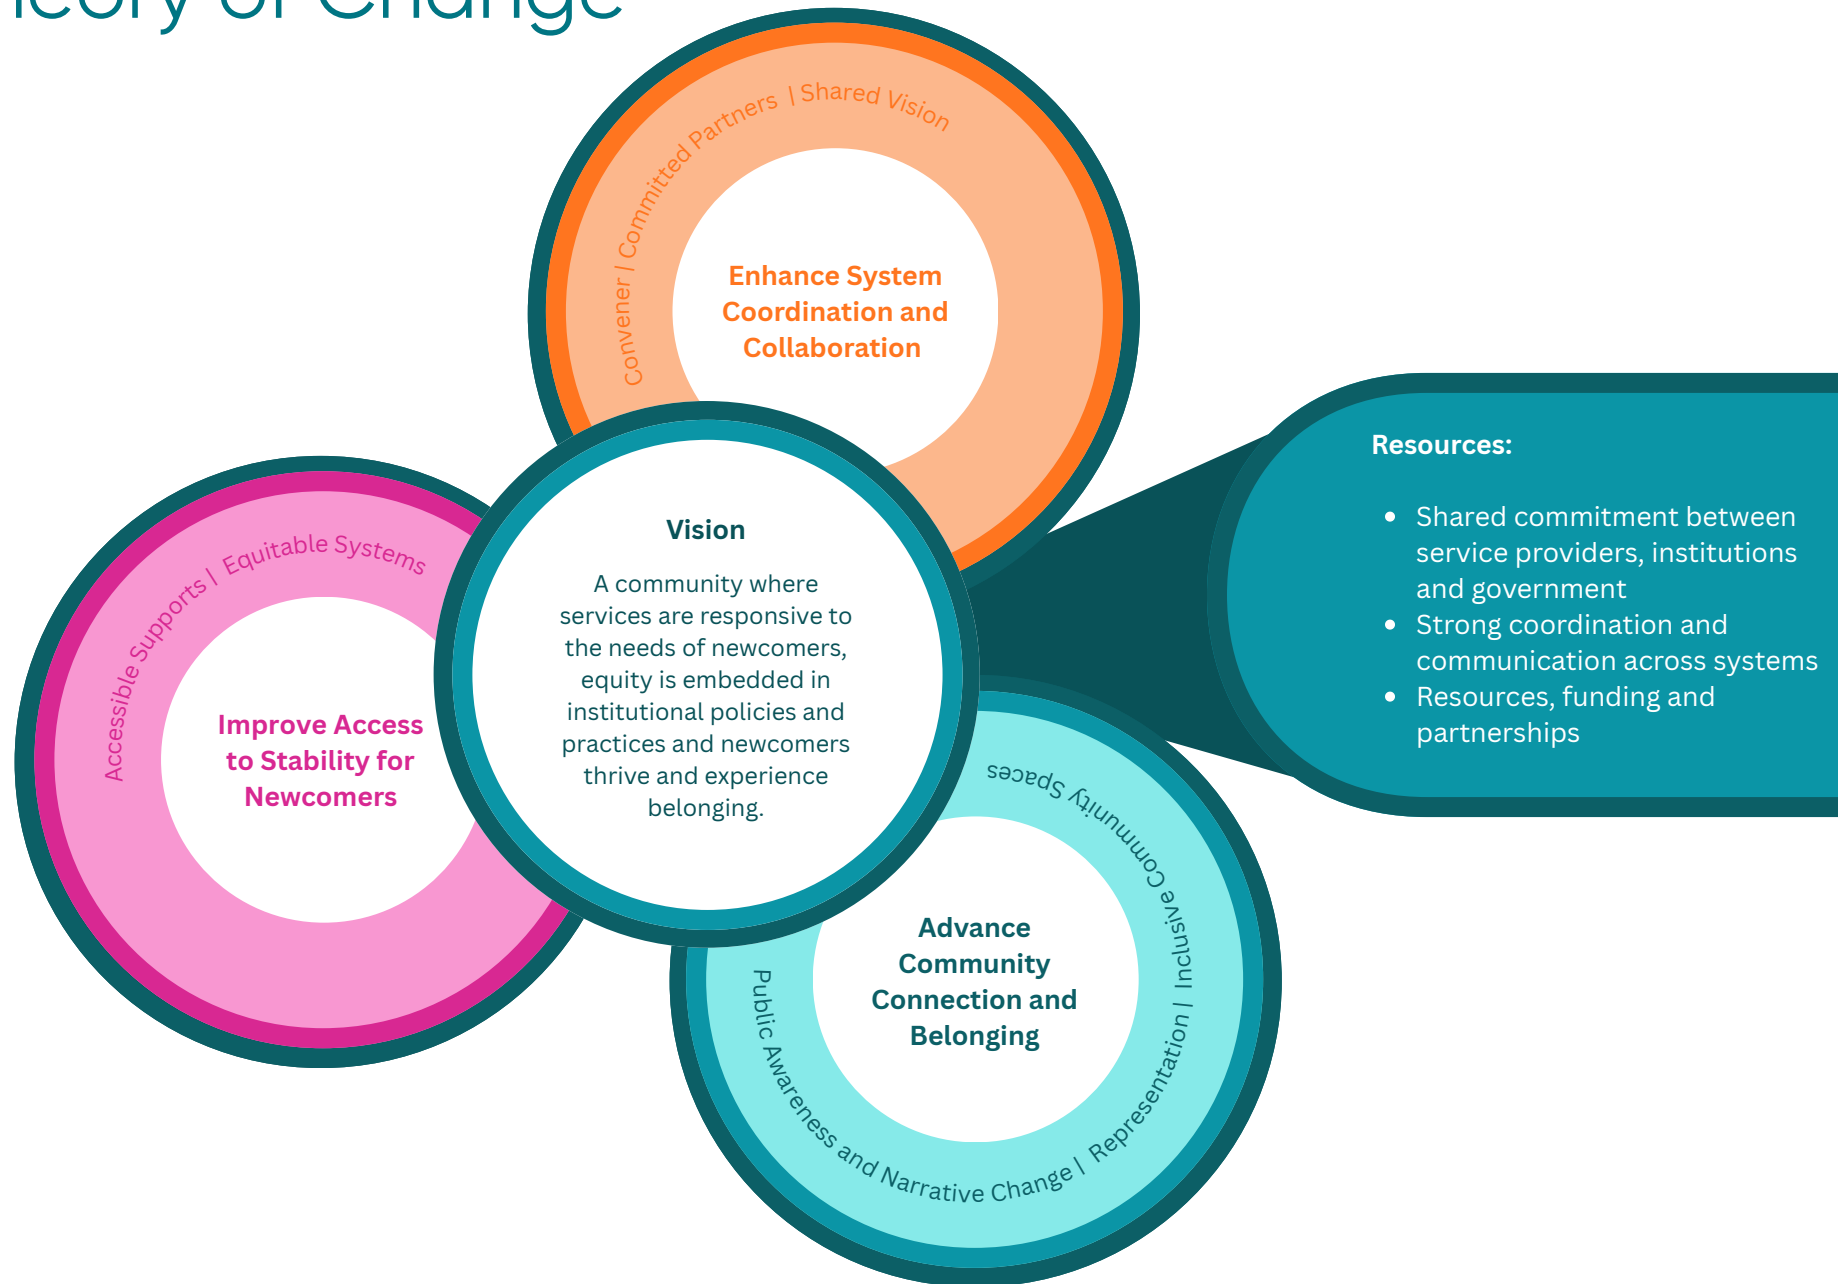 of Change
Convener | Committed Partners | Shared Vision
Enhance System
Coordination and
Collaboration
Resources:
• Shared commitment between
service providers, institutions
and government
• Strong coordination and
communication across systems
• Resources, funding and
partnerships
Vision
A community where
services are responsive to
the needs of newcomers,
equity is embedded in
institutional policies and
practices and newcomers
thrive and experience
belonging.
Accessible Supports | Equitable Systems
Improve Access
to Stability for
Newcomers
Advance
Community
Connection and
Belonging
Public Awareness and Narrative Change | Representation | Inclusive Community Spaces